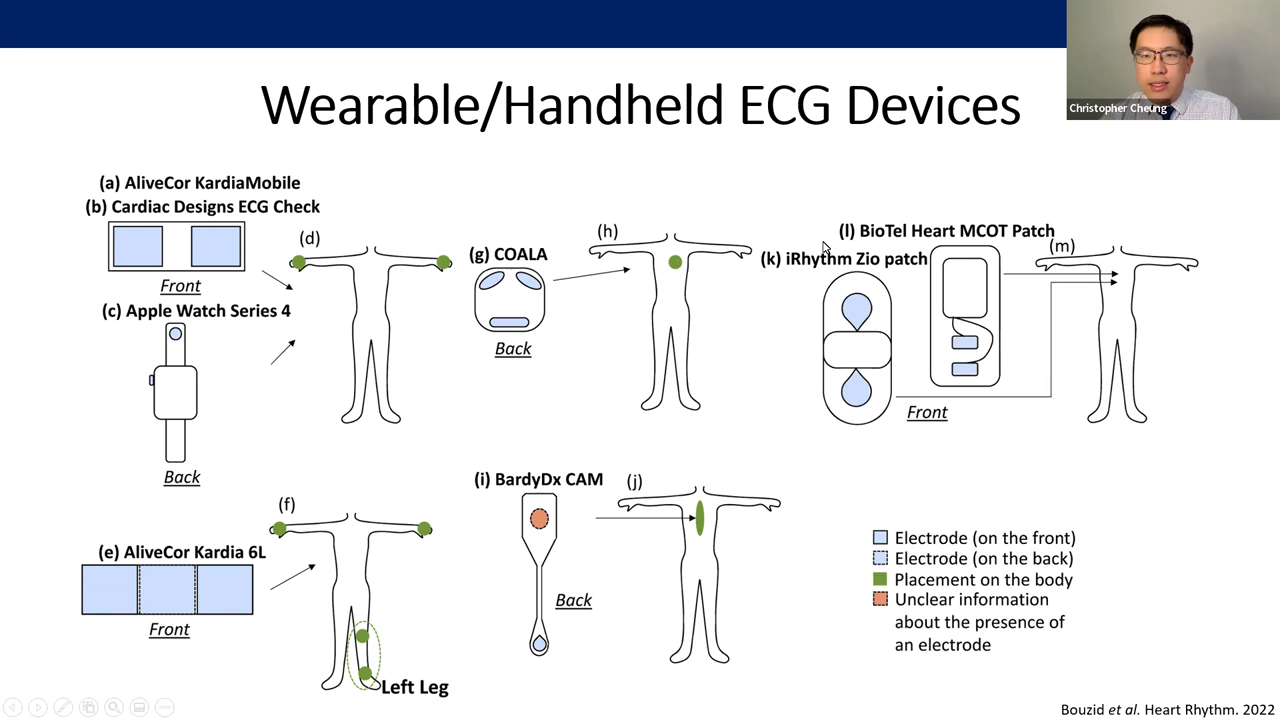 Christopher Cheung
Wearable/Handheld ECG Devices
(a) AliveCor KardiaMobile
(b) Cardiac Designs ECG Check
(d)
Front
(c) Apple Watch Series 4
Back
(e) AliveCor Kardia 6L
Front
(f)
Left Leg
(g) COALA
Back
(h)
(i) BardyDx CAM
(j)
Back
(l) BioTel Heart MCOT Patch
(k) iRhythm Zio patch
(m)
Front
Electrode (on the front)
Electrode (on the back)
Placement on the body
Unclear information
about the presence of
an electrode
Bouzid et al. Heart Rhythm. 2022